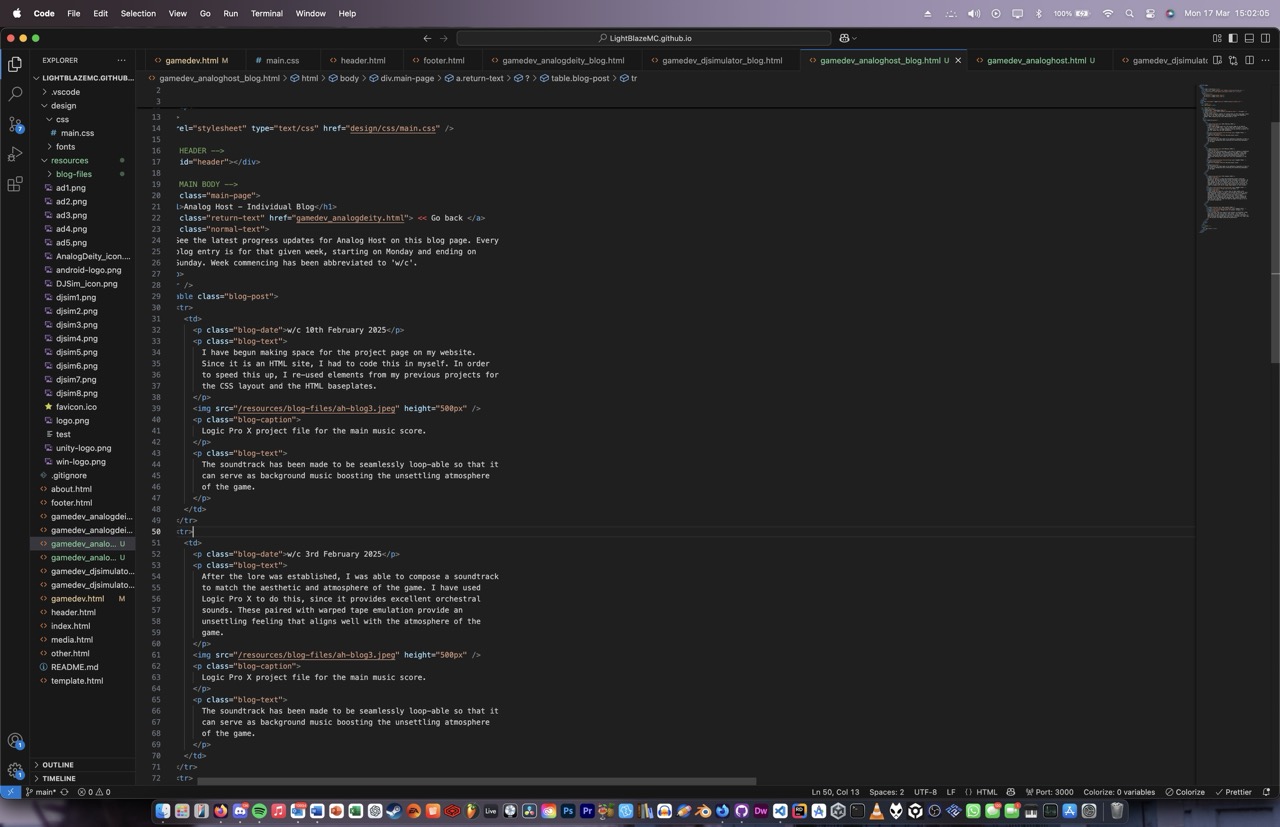 Code File Edit Selection View Go Run Terminal Window Help 100% Mon 17 Mar 15:02:05
LightBlazeMC.github.io
EXPLORER
gamedev.html M main.css header.html footer.html gamedev_analogdeity_blog.html gamedev_djsimulator_blog.html gamedev_analoghost_blog.html U gamedev_analoghost.html U gamedev_djsimulatc
gamedev_analoghost_blog.html > html > body > div.main-page > a.return-text > ? > table.blog-post > tr
LIGHTBLAZEMC.GITHUB...
.vscode
design
css
main.css
fonts
resources
blog-files
ad1.png
ad2.png
ad3.png
ad4.png
ad5.png
AnalogDeity_icon....
android-logo.png
DJSim_icon.png
djsim1.png
djsim2.png
djsim3.png
djsim4.png
djsim5.png
djsim6.png
djsim7.png
djsim8.png
favicon.ico
logo.png
test
unity-logo.png
win-logo.png
.gitignore
about.html
footer.html
gamedev_analogdei...
gamedev_analogdei...
gamedev_analo... U
gamedev_analo... U
gamedev_djsimulato...
gamedev_djsimulato...
gamedev.html M
header.html
index.html
media.html
other.html
README.md
template.html
OUTLINE
TIMELINE
2
3
13
14 rel="stylesheet" type="text/css" href="design/css/main.css" />
15
16 HEADER -->
17 id="header"></div>
18
19 MAIN BODY -->
20 class="main-page">
21 1>Analog Host - Individual Blog</h1>
22 class="return-text" href="gamedev_analogdeity.html"> << Go back </a>
23 class="normal-text">
24 See the latest progress updates for Analog Host on this blog page. Every
25 blog entry is for that given week, starting on Monday and ending on
26 Sunday. Week commencing has been abbreviated to 'w/c'.
27 >
28 />
29 able class="blog-post">
30 <tr>
31 <td>
32 <p class="blog-date">w/c 10th February 2025</p>
33 <p class="blog-text">
34 I have begun making space for the project page on my website.
35 Since it is an HTML site, I had to code this in myself. In order
36 to speed this up, I re-used elements from my previous projects for
37 the CSS layout and the HTML baseplates.
38 </p>
39 <img src="/resources/blog-files/ah-blog3.jpeg" height="500px" />
40 <p class="blog-caption">
41 Logic Pro X project file for the main music score.
42 </p>
43 <p class="blog-text">
44 The soundtrack has been made to be seamlessly loop-able so that it
45 can serve as background music boosting the unsettling atmosphere
46 of the game.
47 </p>
48 </td>
49 </tr>
50 <tr>
51 <td>
52 <p class="blog-date">w/c 3rd February 2025</p>
53 <p class="blog-text">
54 After the lore was established, I was able to compose a soundtrack
55 to match the aesthetic and atmosphere of the game. I have used
56 Logic Pro X to do this, since it provides excellent orchestral
57 sounds. These paired with warped tape emulation provide an
58 unsettling feeling that aligns well with the atmosphere of the
59 game.
60 </p>
61 <img src="/resources/blog-files/ah-blog3.jpeg" height="500px" />
62 <p class="blog-caption">
63 Logic Pro X project file for the main music score.
64 </p>
65 <p class="blog-text">
66 The soundtrack has been made to be seamlessly loop-able so that it
67 can serve as background music boosting the unsettling atmosphere
68 of the game.
69 </p>
70 </td>
71 </tr>
72 <tr>
main* 0 0 Ln 50, Col 13 Spaces: 2 UTF-8 LF {} HTML Port: 3000 Colorize: 0 variables Colorize Prettier